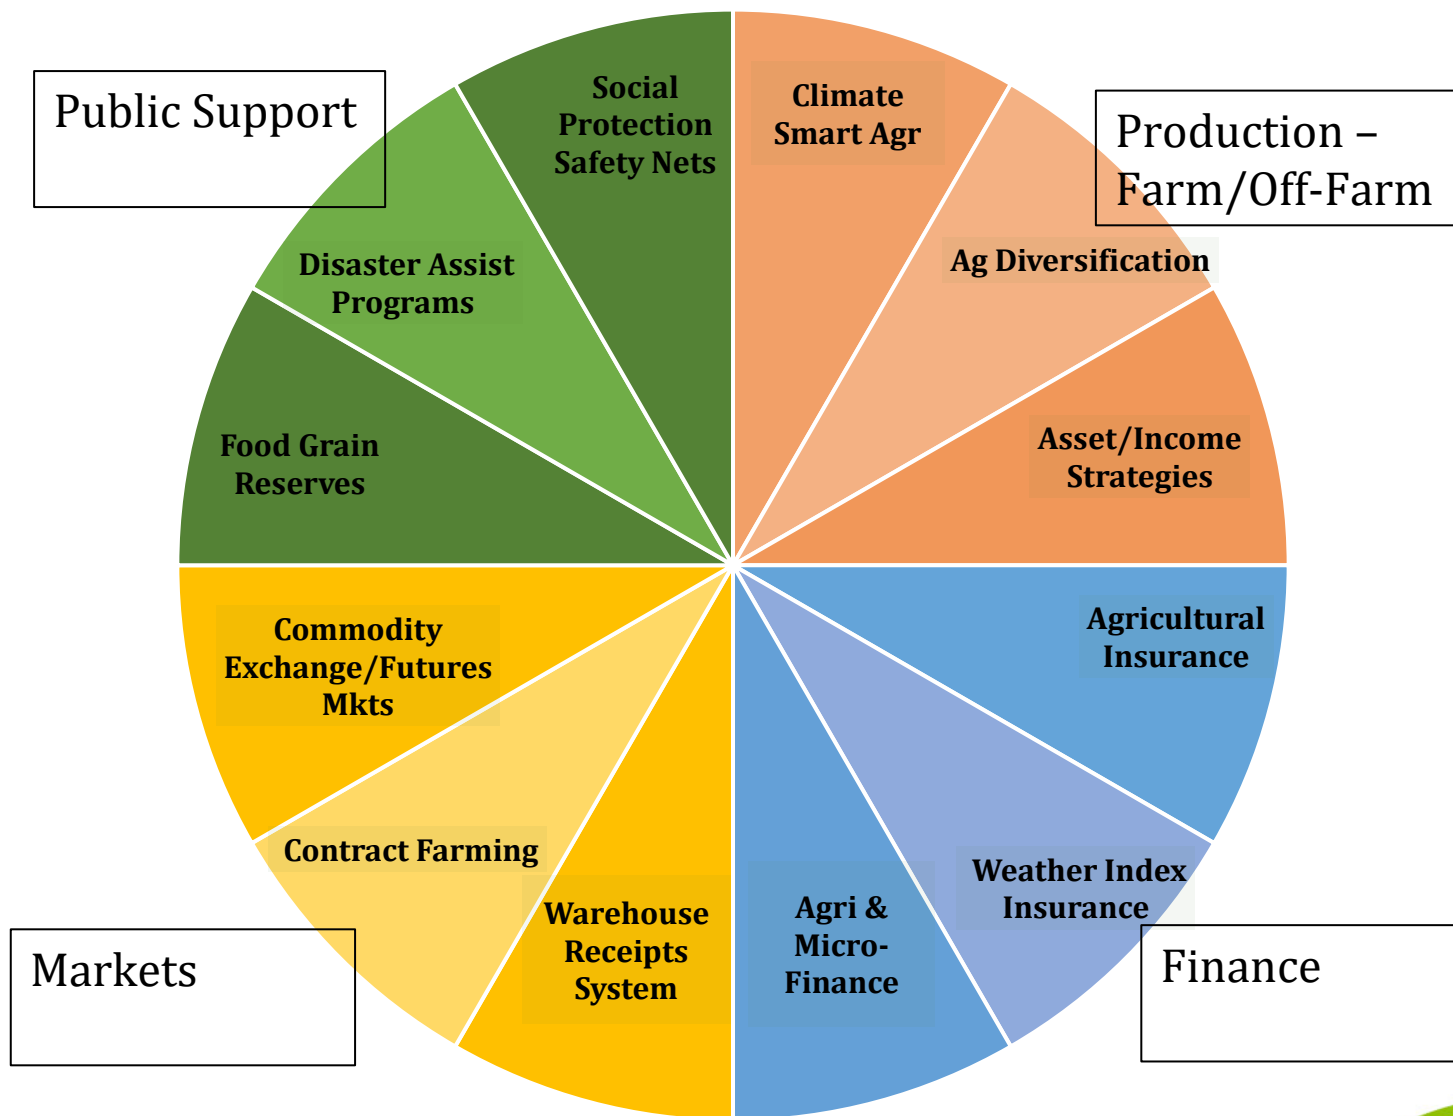 Public Support
Social
Protection
Safety Nets
Climate
Smart Agr
Production –
Farm/Off-Farm
Disaster Assist
Programs
Ag Diversification
Food Grain
Reserves
Asset/Income
Strategies
Commodity
Exchange/Futures
Mkts
Agricultural
Insurance
Contract Farming
Weather Index
Insurance
Warehouse
Receipts
System
Agri &
Micro-
Finance
Markets
Finance